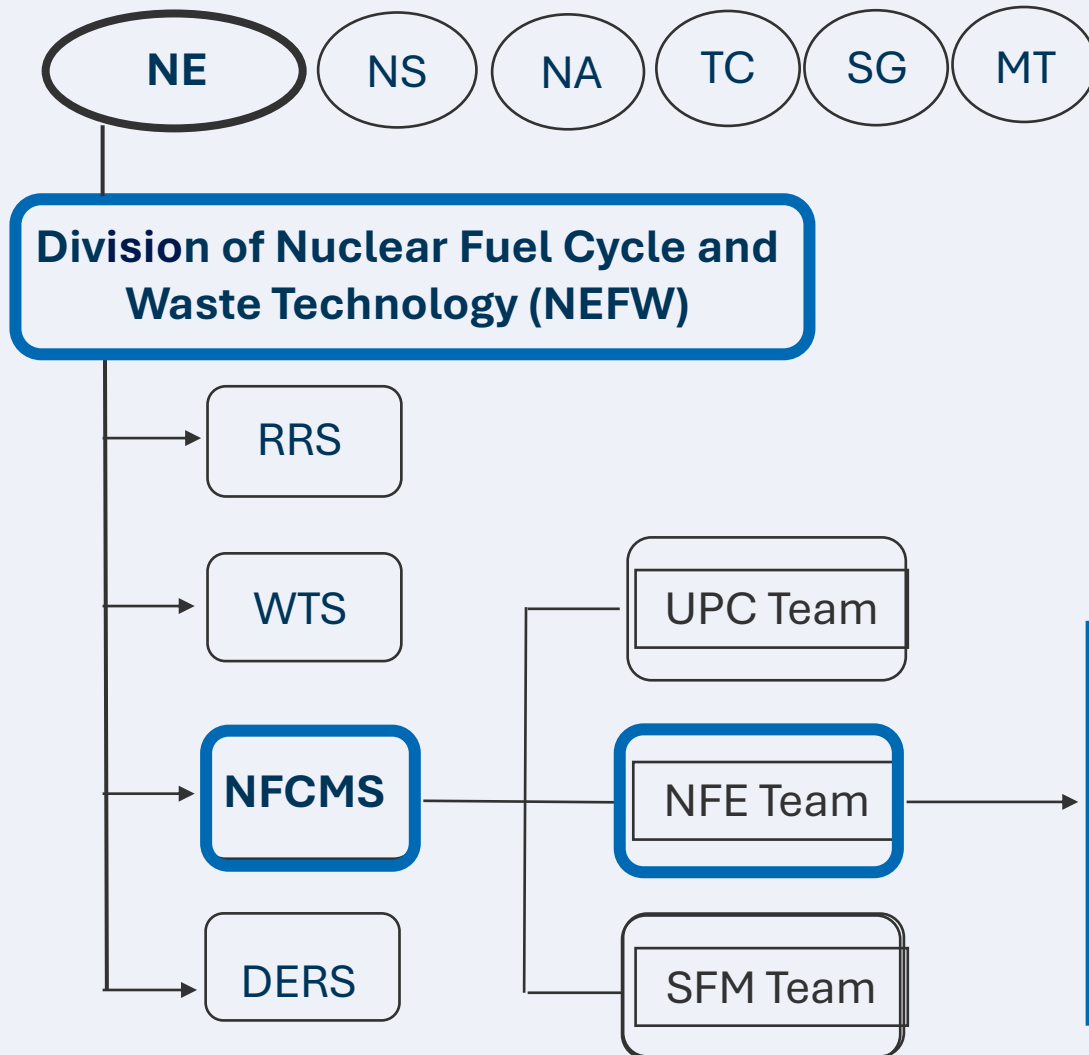 NE NS NA TC SG MT
Division of Nuclear Fuel Cycle and
Waste Technology (NEFW)
RRS
WTS
UPC Team
NFCMS
NFE Team
DERS
SFM Team